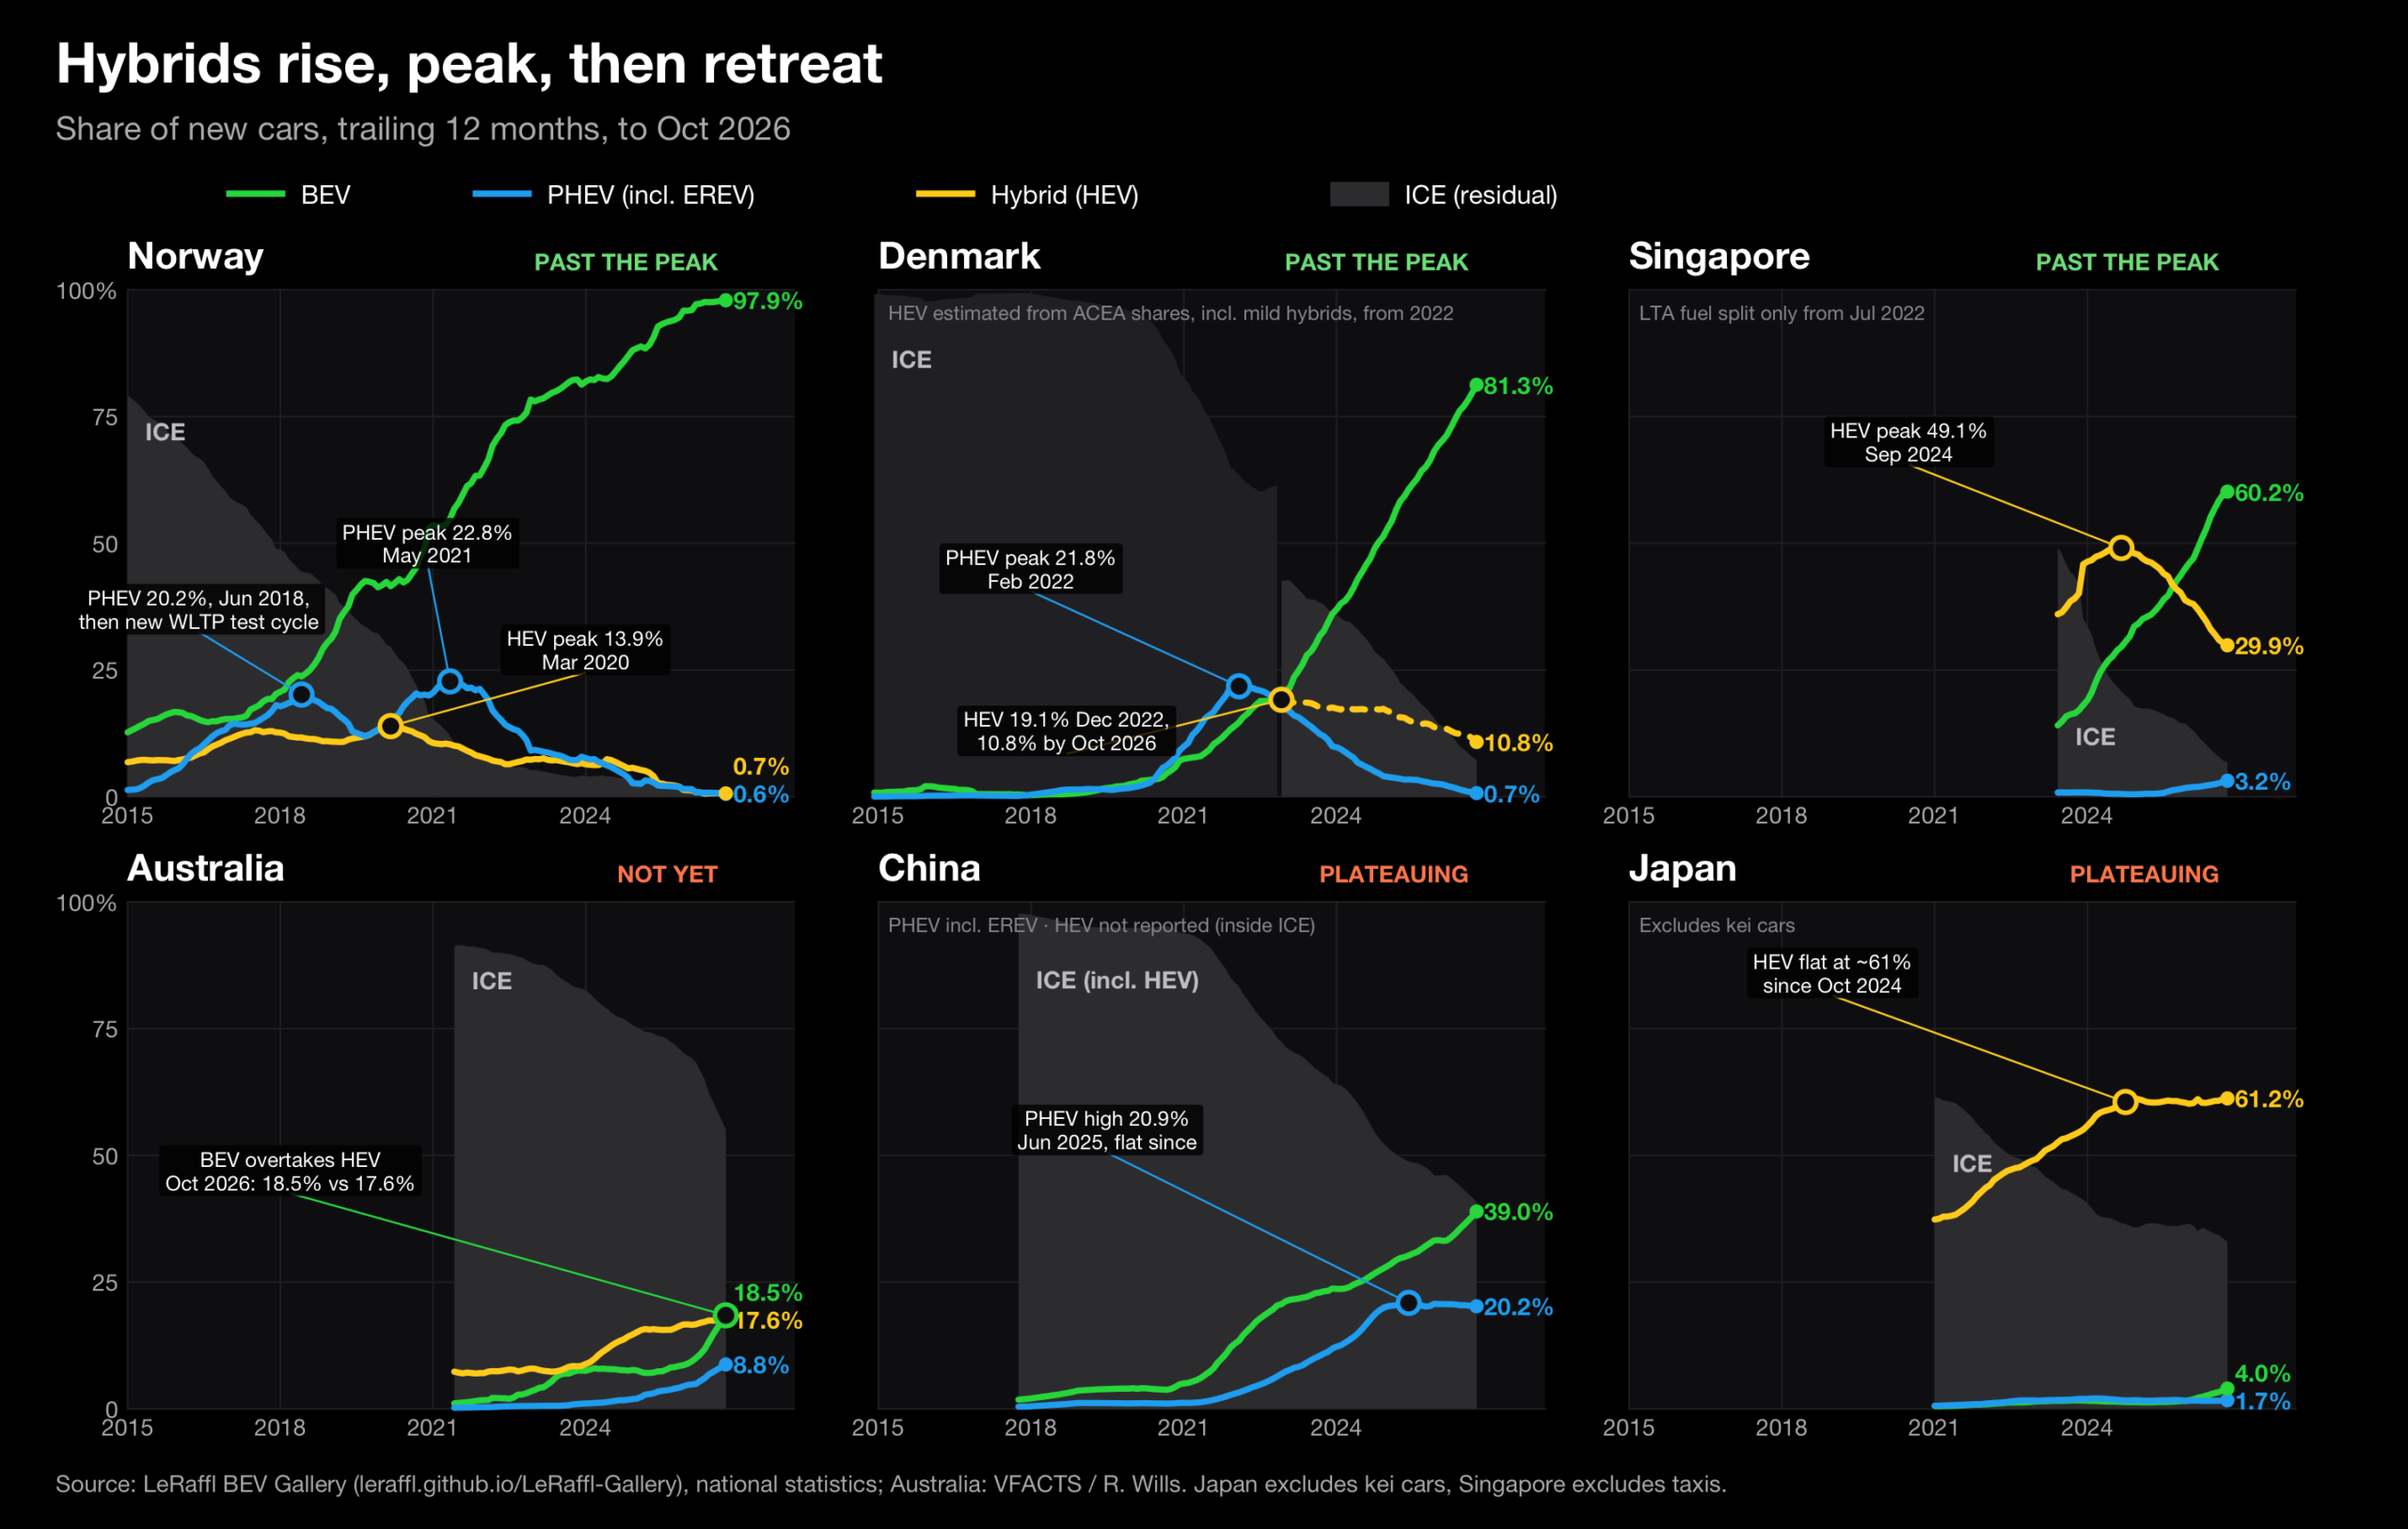 Hybrids rise, peak, then retreat
Share of new cars, trailing 12 months, to Oct 2026
BEV
PHEV (incl. EREV)
Hybrid (HEV)
ICE (residual)
Norway
PAST THE PEAK
100%
75
50
25
0
2015
2018
2021
2024
ICE
PHEV 20.2%, Jun 2018,
then new WLTP test cycle
PHEV peak 22.8%
May 2021
HEV peak 13.9%
Mar 2020
97.9%
0.7%
0.6%
Denmark
PAST THE PEAK
HEV estimated from ACEA shares, incl. mild hybrids, from 2022
ICE
PHEV peak 21.8%
Feb 2022
HEV 19.1% Dec 2022,
10.8% by Oct 2026
81.3%
10.8%
0.7%
2015
2018
2021
2024
Singapore
PAST THE PEAK
LTA fuel split only from Jul 2022
HEV peak 49.1%
Sep 2024
ICE
60.2%
29.9%
3.2%
2015
2018
2021
2024
Australia
NOT YET
100%
75
50
25
0
ICE
BEV overtakes HEV
Oct 2026: 18.5% vs 17.6%
18.5%
17.6%
8.8%
2015
2018
2021
2024
China
PLATEAUING
PHEV incl. EREV · HEV not reported (inside ICE)
ICE (incl. HEV)
PHEV high 20.9%
Jun 2025, flat since
39.0%
20.2%
2015
2018
2021
2024
Japan
PLATEAUING
Excludes kei cars
HEV flat at ~61%
since Oct 2024
ICE
61.2%
4.0%
1.7%
2015
2018
2021
2024
Source: LeRaffl BEV Gallery (leraffl.github.io/LeRaffl-Gallery), national statistics; Australia: VFACTS / R. Wills. Japan excludes kei cars, Singapore excludes taxis.